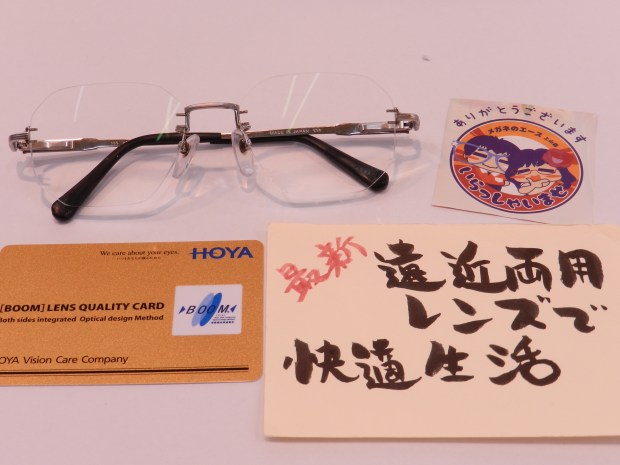 MADE IN JAPAN
ありがとうございます
メガネのエース
いらっしゃいませ
We care about your eyes.
HOYA
[BOOM] LENS QUALITY CARD
Both sides integrated Optical design Method
BOOM
HOYA Vision Care Company
最新
遠近両用
レンズで
快適生活